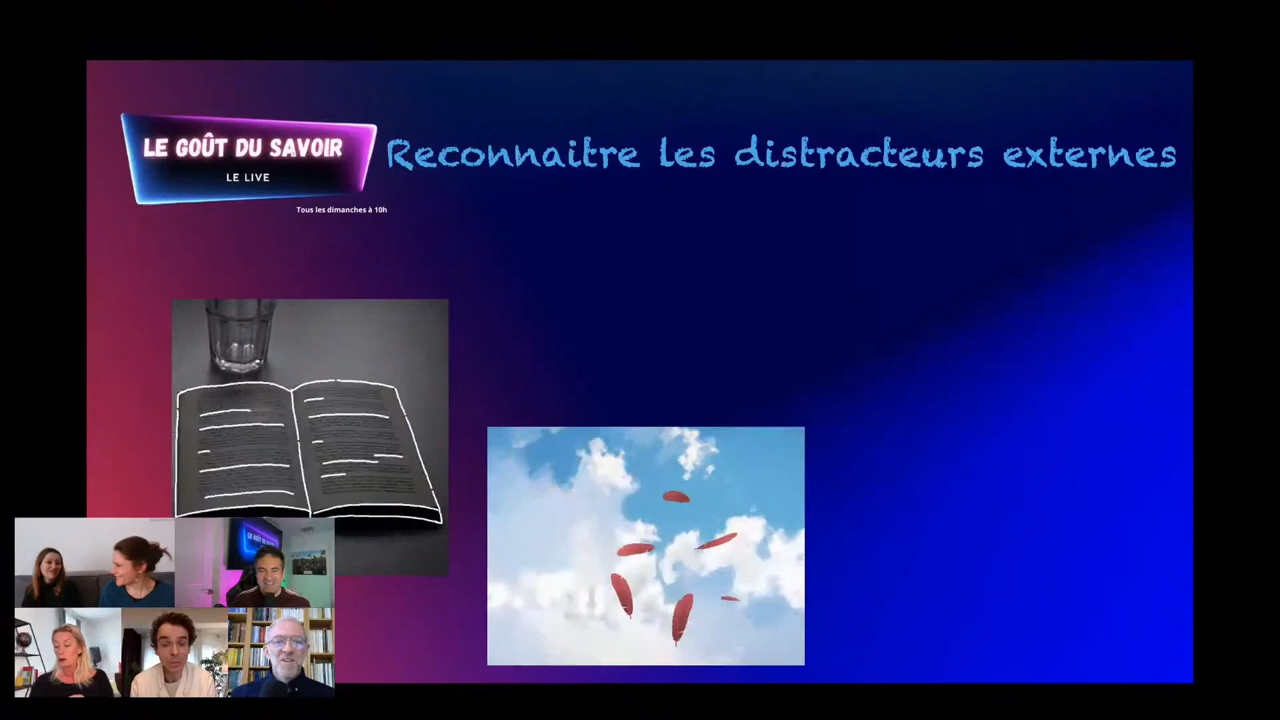 LE GOÛT DU SAVOIR
LE LIVE
Tous les dimanches à 10h
Reconnaitre les distracteurs externes